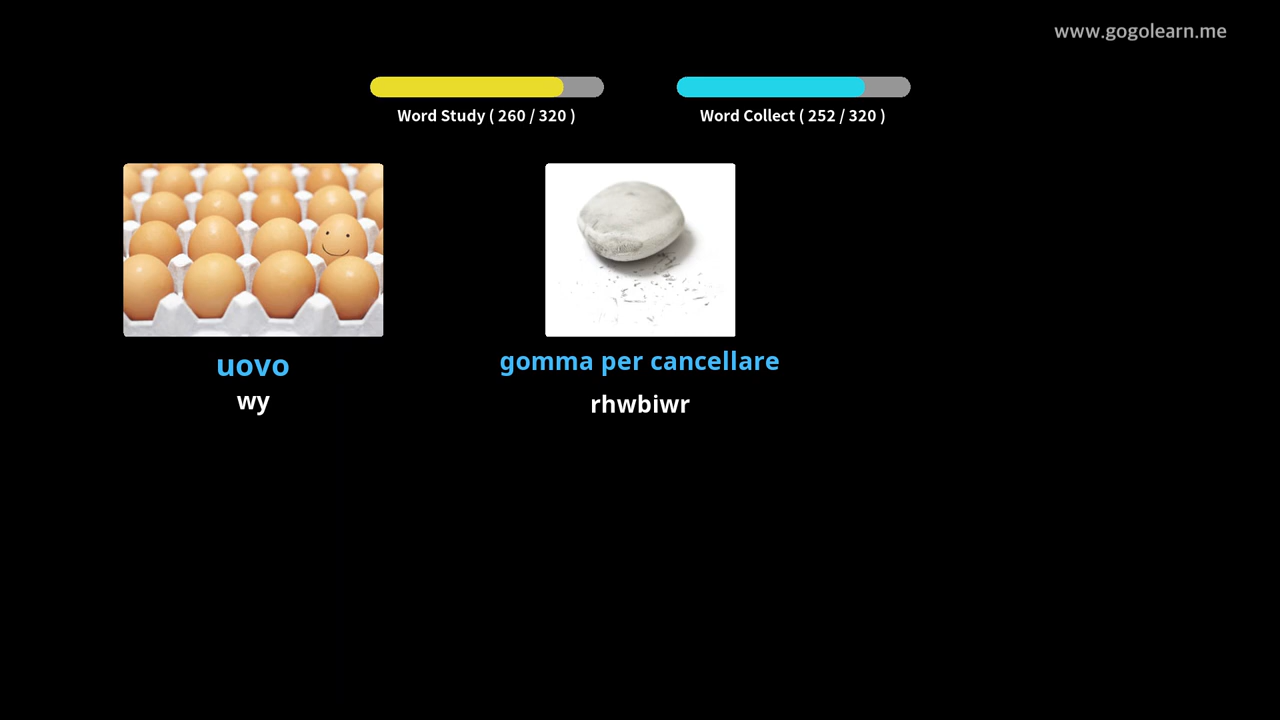 www.gogolearn.me
Word Study ( 260 / 320 )
Word Collect ( 252 / 320 )
uovo
wy
gomma per cancellare
rhwbiwr